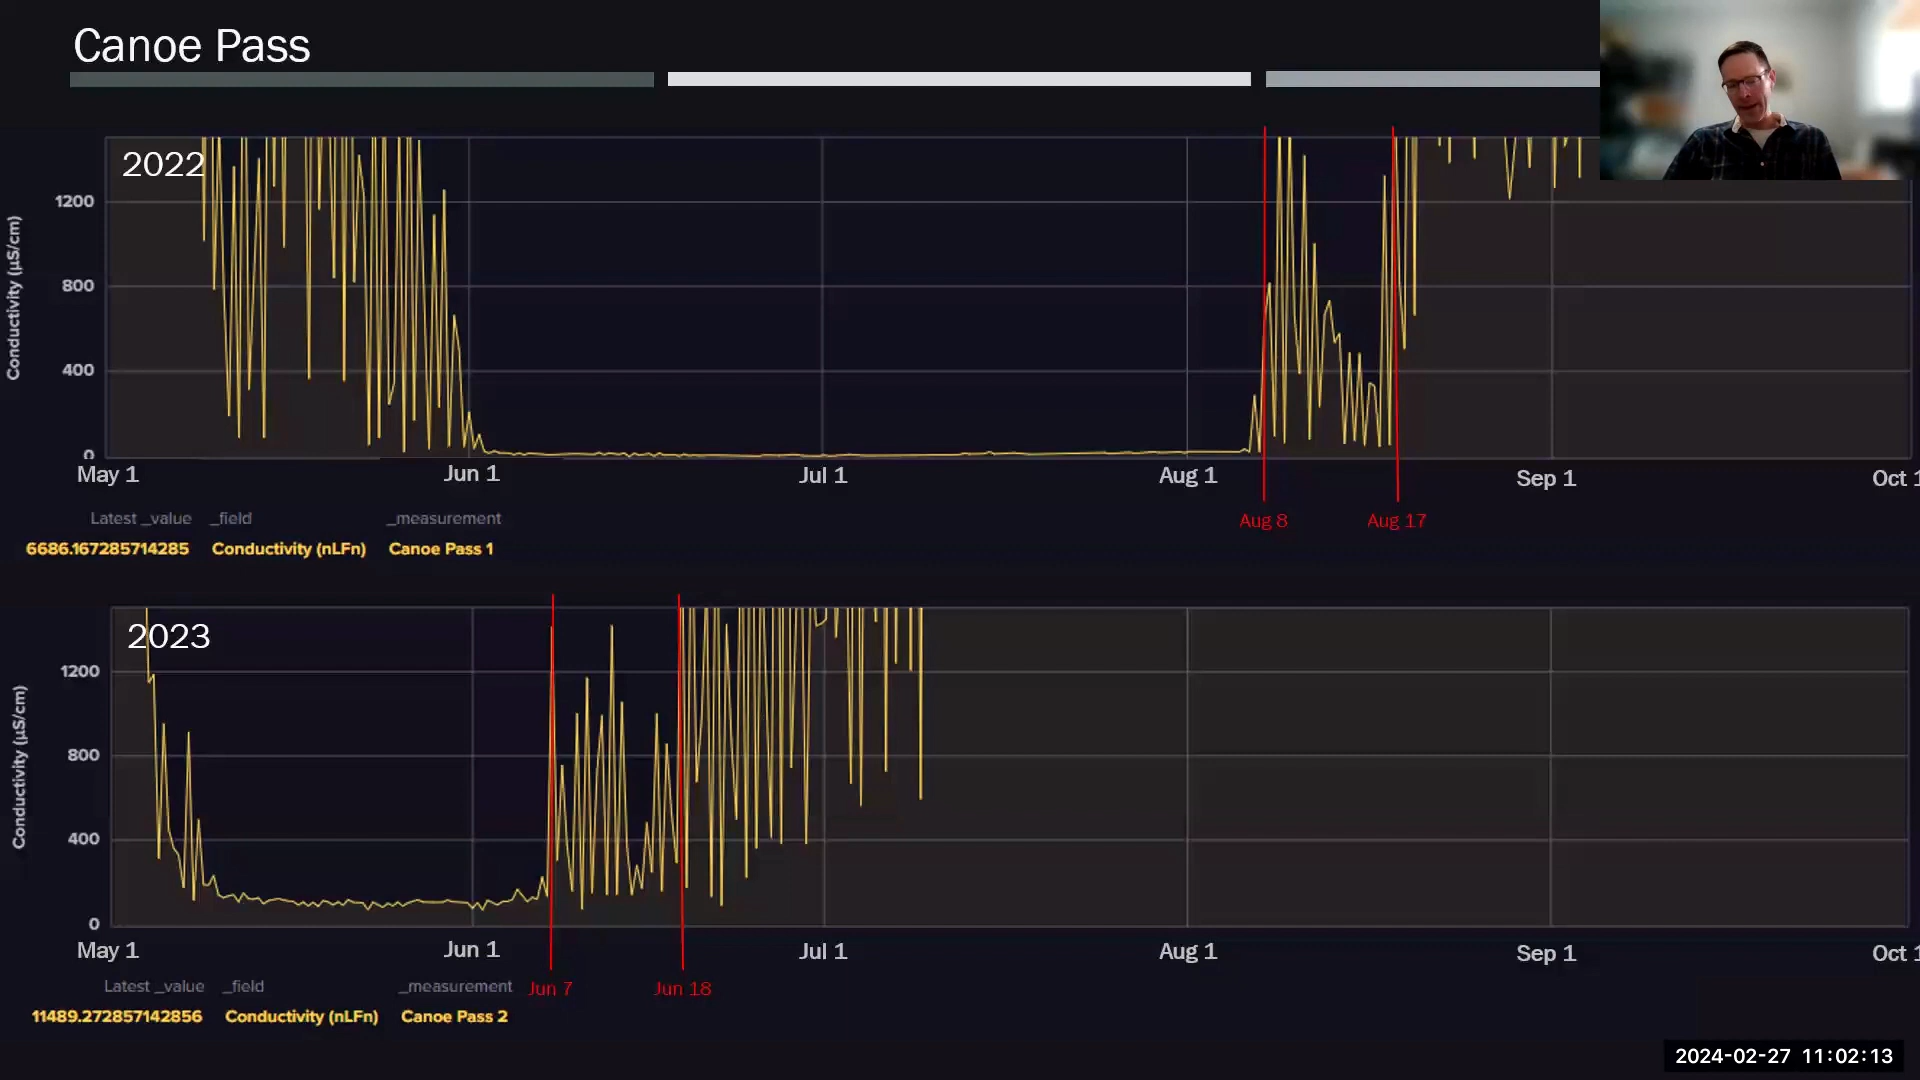 Canoe Pass
2022
1200
800
400
0
Conductivity (µS/cm)
May 1 Jun 1 Jul 1 Aug 1 Sep 1 Oct 1
Aug 8 Aug 17
Latest _value _field _measurement
6686.167285714285 Conductivity (nLFn) Canoe Pass 1
2023
1200
800
400
0
Conductivity (µS/cm)
May 1 Jun 1 Jul 1 Aug 1 Sep 1 Oct 1
Jun 7 Jun 18
Latest _value _field _measurement
11489.272857142856 Conductivity (nLFn) Canoe Pass 2
2024-02-27 11:02:13